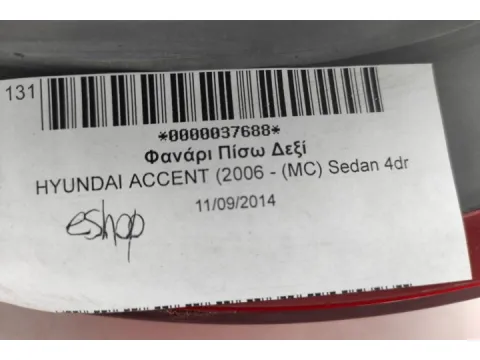 131
*0000037688*
Φανάρι Πίσω Δεξί
HYUNDAI ACCENT (2006 - (MC) Sedan 4dr
11/09/2014
eshop